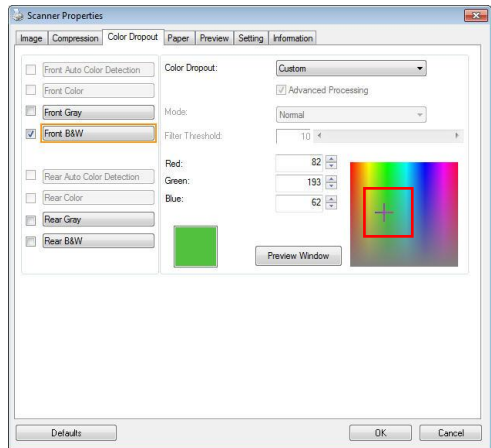 Scanner Properties
Image Compression Color Dropout Paper Preview Setting Information
Front Auto Color Detection
Front Color
Front Gray
Front B&W
Rear Auto Color Detection
Rear Color
Rear Gray
Rear B&W
Color Dropout: Custom
Advanced Processing
Mode: Normal
Filter Threshold: 10
Red: 82
Green: 193
Blue: 62
Preview Window
Defaults OK Cancel